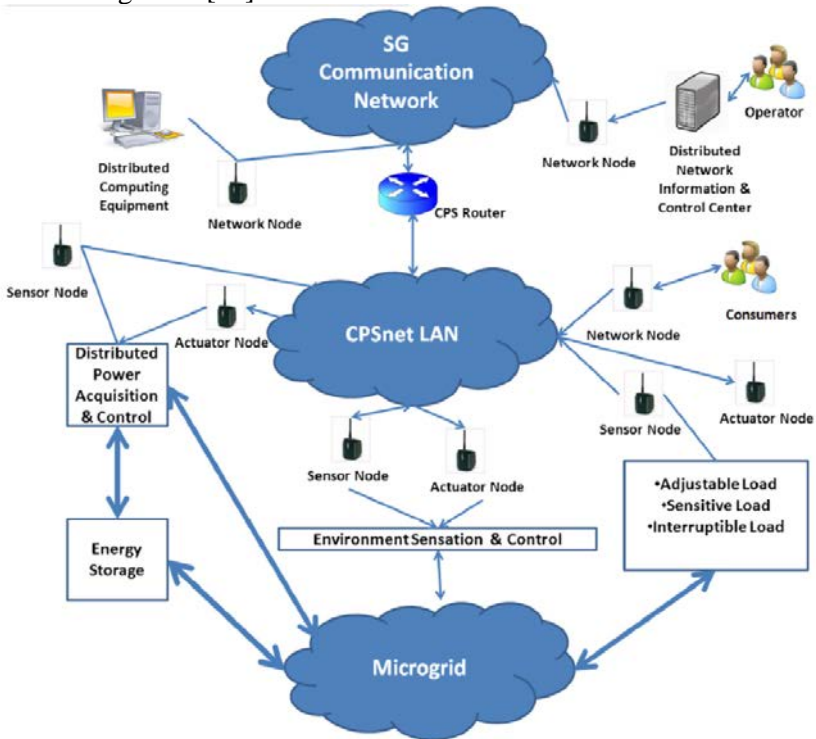 SG
Communication
Network
Operator
Distributed
Computing
Equipment
Network Node
Network Node
Distributed
Network
Information &
Control Center
CPS Router
Sensor Node
Actuator Node
CPSnet LAN
Network Node
Consumers
Distributed
Power
Acquisition
& Control
Sensor Node
Actuator Node
Sensor Node
Actuator Node
•Adjustable Load
•Sensitive Load
•Interruptible Load
Environment Sensation & Control
Energy
Storage
Microgrid